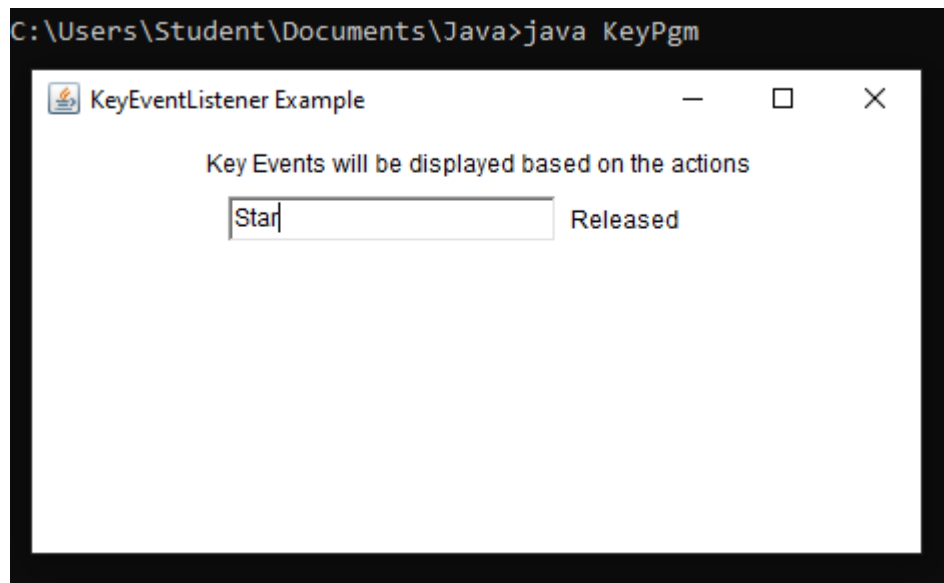 C:\Users\Student\Documents\Java>java KeyPgm
KeyEventListener Example
Key Events will be displayed based on the actions
Star Released